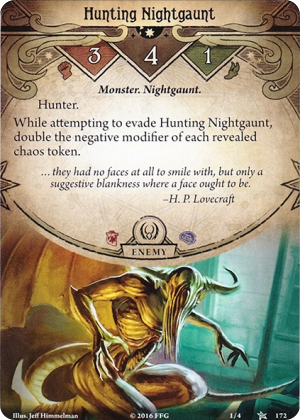 Hunting Nightgaunt
3 4 1
Monster. Nightgaunt.
Hunter.
While attempting to evade Hunting Nightgaunt,
double the negative modifier of each revealed
chaos token.
…they had no faces at all to smile with, but only a
suggestive blankness where a face ought to be.
–H. P. Lovecraft
ENEMY
Illus. Jeff Himmelman © 2016 FFG 1/4 172